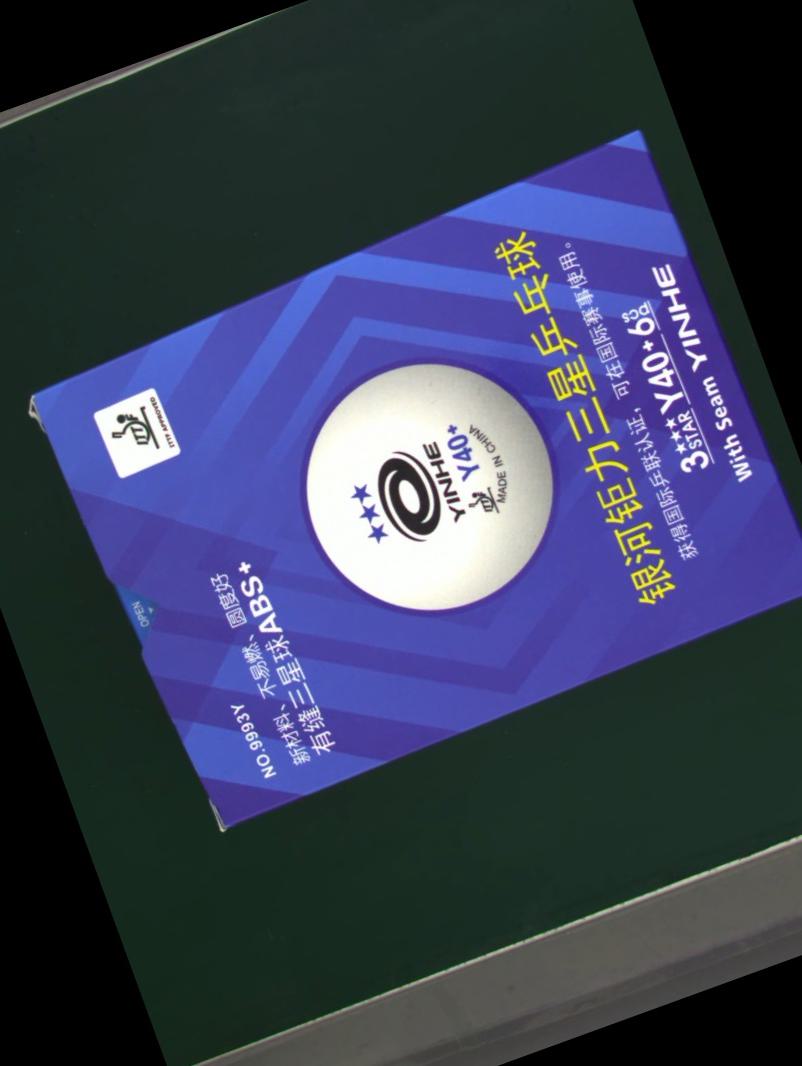 NO.9993Y
新材料、不易燃、圆度好
有缝三星球ABS+
OPEN
ITTF APPROVED
★★★
YINHE
Y40+
MADE IN CHINA
银河钜力三星乒乓球
获得国际乒联认证，可在国际赛事使用。
3★★★ STAR Y40+ 6 PCS
With Seam YINHE